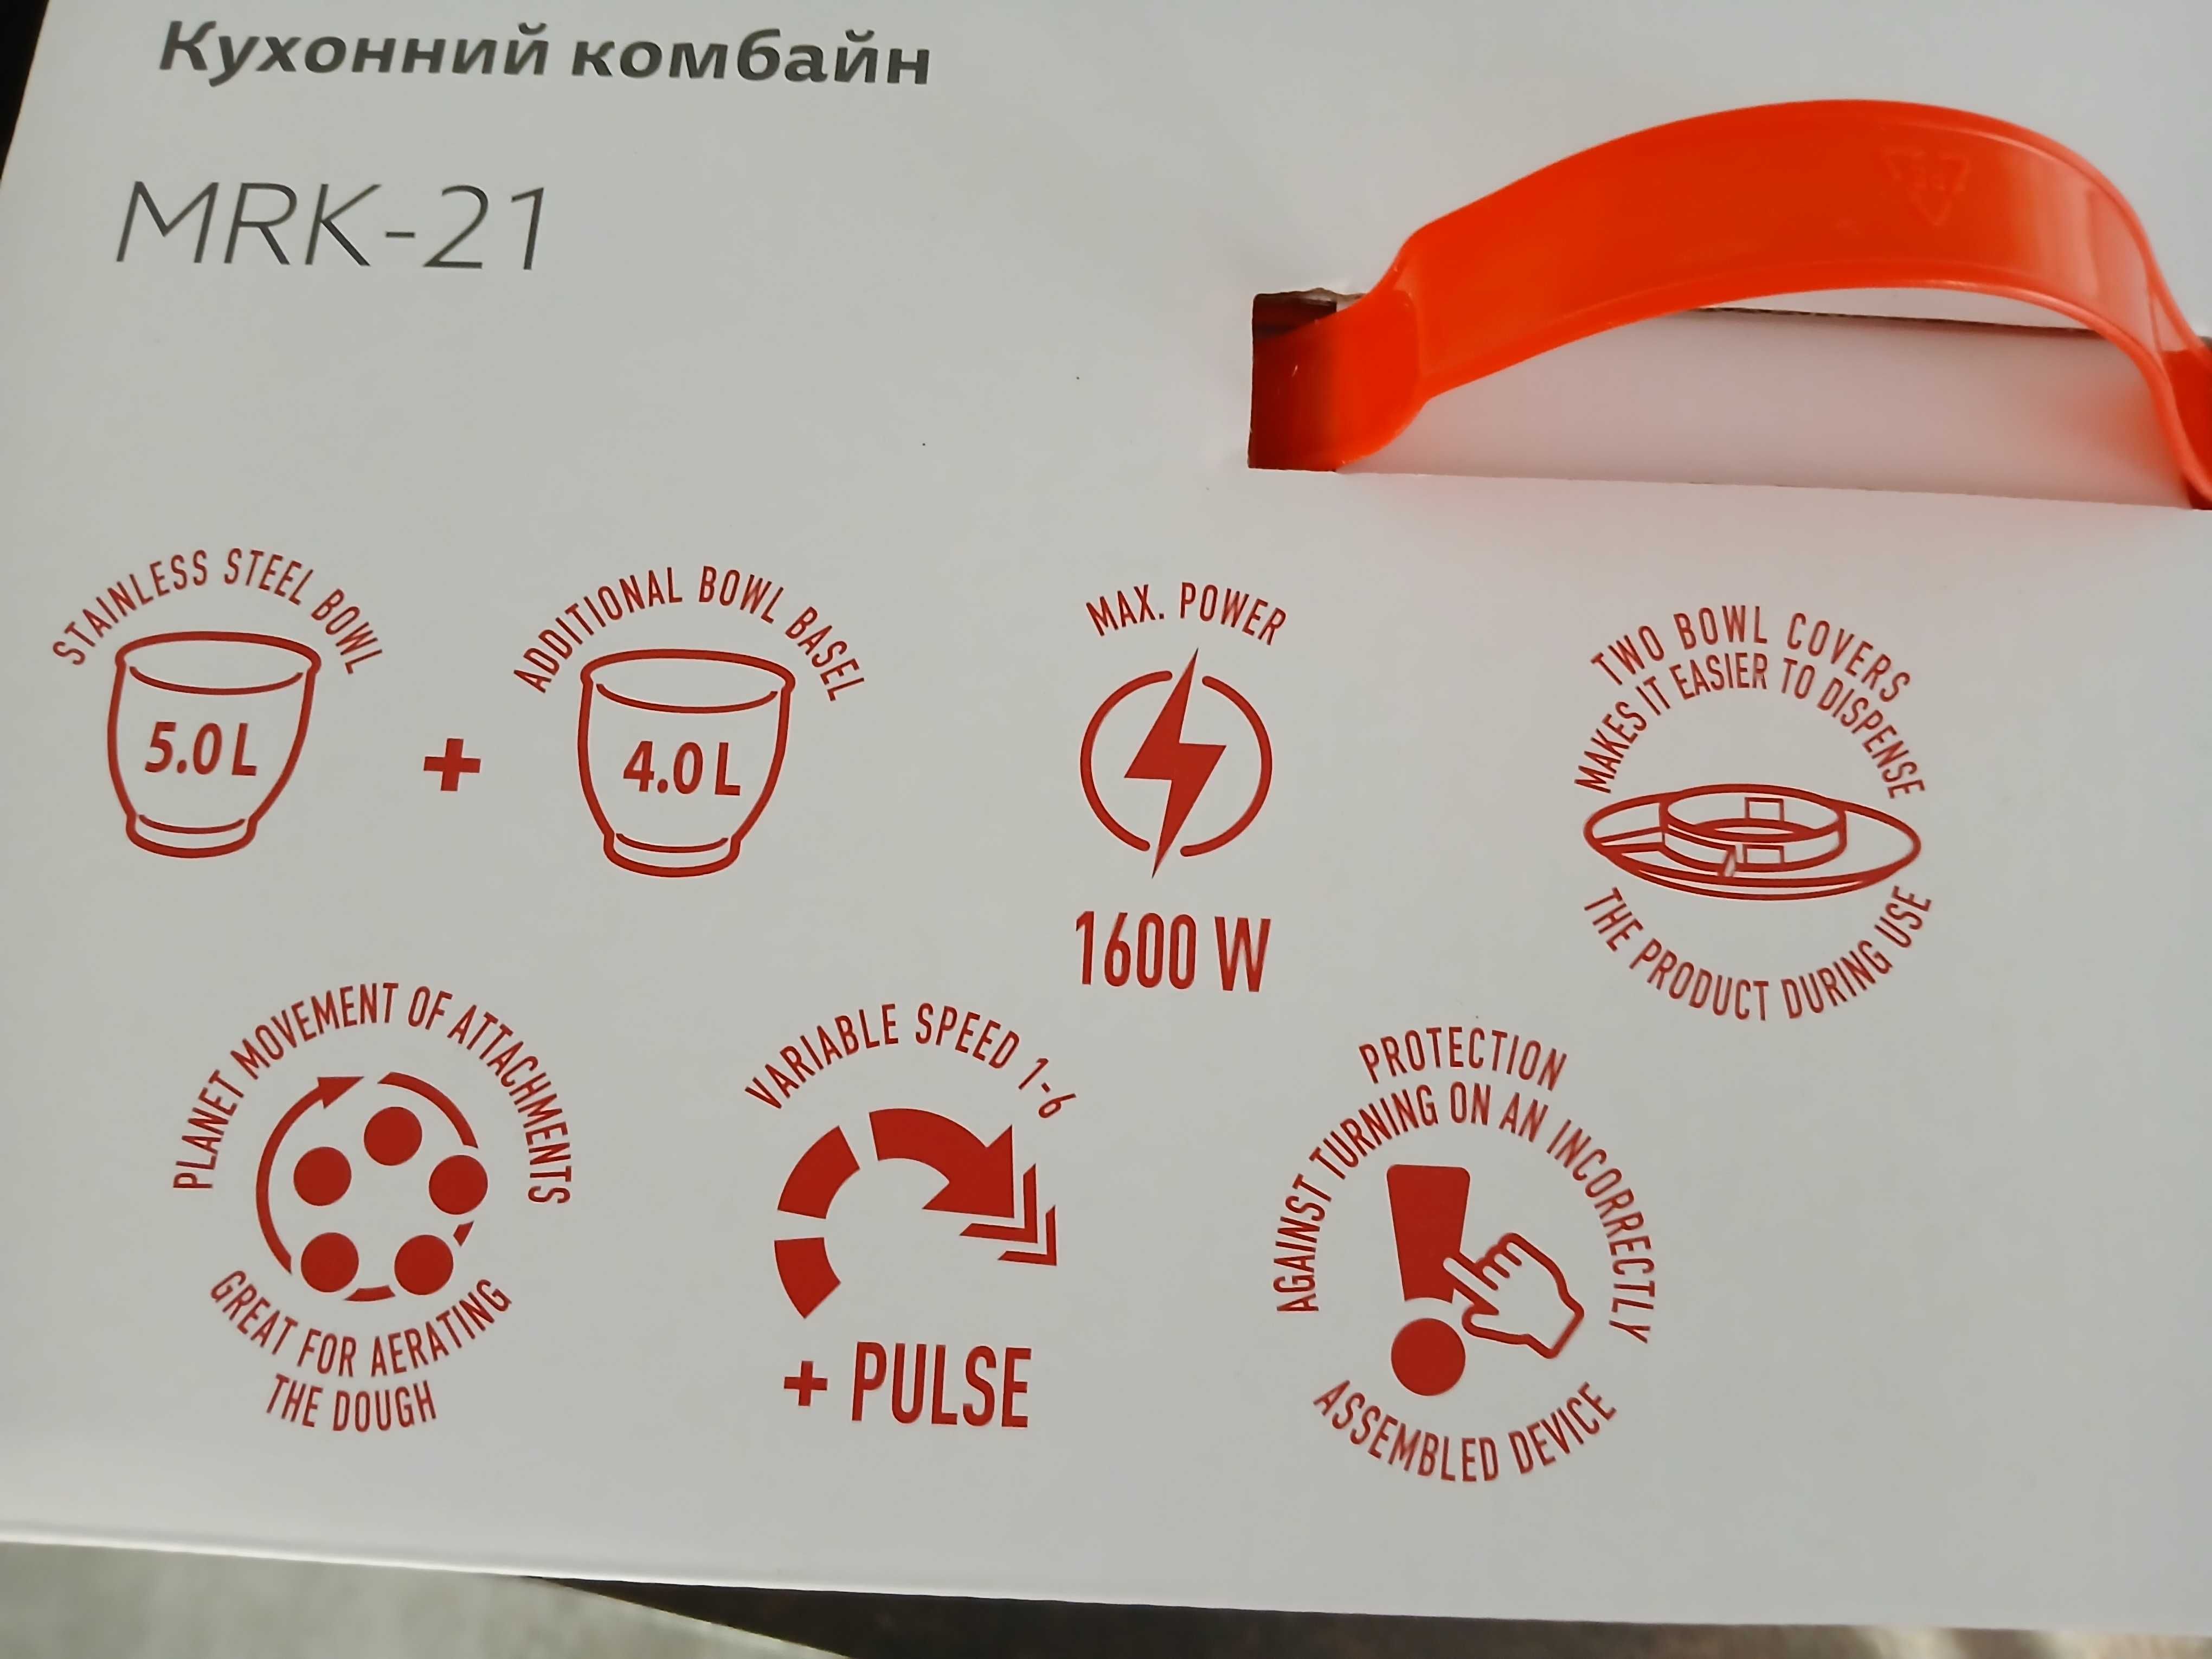 Кухонний комбайн
MRK-21
STAINLESS STEEL BOWL
5.0 L
+
ADDITIONAL BOWL BASEL
4.0 L
MAX. POWER
1600 W
TWO BOWL COVERS
MAKES IT EASIER TO DISPENSE
THE PRODUCT DURING USE
PLANET MOVEMENT OF ATTACHMENTS
GREAT FOR AERATING
THE DOUGH
VARIABLE SPEED 1-6
+ PULSE
PROTECTION
AGAINST TURNING ON AN INCORRECTLY
ASSEMBLED DEVICE